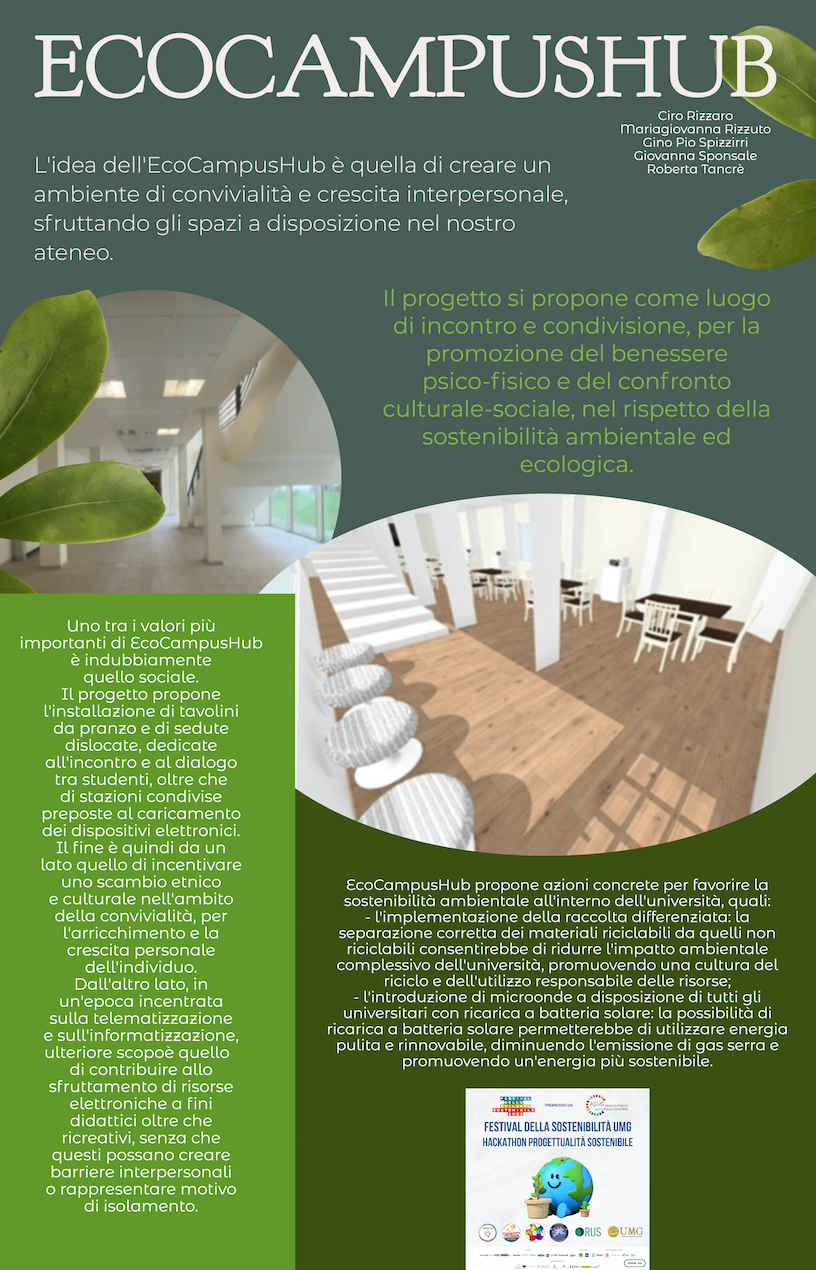 ECOCAMPUSHUB
Ciro Rizzaro
Mariagiovanna Rizzuto
Gino Pio Spizzirri
Giovanna Sponsale
Roberta Tancrè
L'idea dell'EcoCampusHub è quella di creare un
ambiente di convivialità e crescita interpersonale,
sfruttando gli spazi a disposizione nel nostro
ateneo.
Il progetto si propone come luogo
di incontro e condivisione, per la
promozione del benessere
psico-fisico e del confronto
culturale-sociale, nel rispetto della
sostenibilità ambientale ed
ecologica.
Uno tra i valori più
importanti di EcoCampusHub
è indubbiamente
quello sociale.
Il progetto propone
l'installazione di tavolini
da pranzo e di sedute
dislocate, dedicate
all'incontro e al dialogo
tra studenti, oltre che
di stazioni condivise
preposte al caricamento
dei dispositivi elettronici.
Il fine è quindi da un
lato quello di incentivare
uno scambio etnico
e culturale nell'ambito
della convivialità, per
l'arricchimento e la
crescita personale
dell'individuo.
Dall'altro lato, in
un'epoca incentrata
sulla telematizzazione
e sull'informatizzazione,
ulteriore scopoè quello
di contribuire allo
sfruttamento di risorse
elettroniche a fini
didattici oltre che
ricreativi, senza che
questi possano creare
barriere interpersonali
o rappresentare motivo
di isolamento.
EcoCampusHub propone azioni concrete per favorire la
sostenibilità ambientale all'interno dell'università, quali:
- l'implementazione della raccolta differenziata: la
separazione corretta dei materiali riciclabili da quelli non
riciclabili consentirebbe di ridurre l'impatto ambientale
complessivo dell'università, promuovendo una cultura del
riciclo e dell'utilizzo responsabile delle risorse;
- l'introduzione di microonde a disposizione di tutti gli
universitari con ricarica a batteria solare: la possibilità di
ricarica a batteria solare permetterebbe di utilizzare energia
pulita e rinnovabile, diminuendo l'emissione di gas serra e
promuovendo un'energia più sostenibile.
PROMOSSO DA
ASviS
FESTIVAL DELLA SOSTENIBILITÀ UMG
HACKATHON PROGETTUALITÀ SOSTENIBILE
RUS
UMG